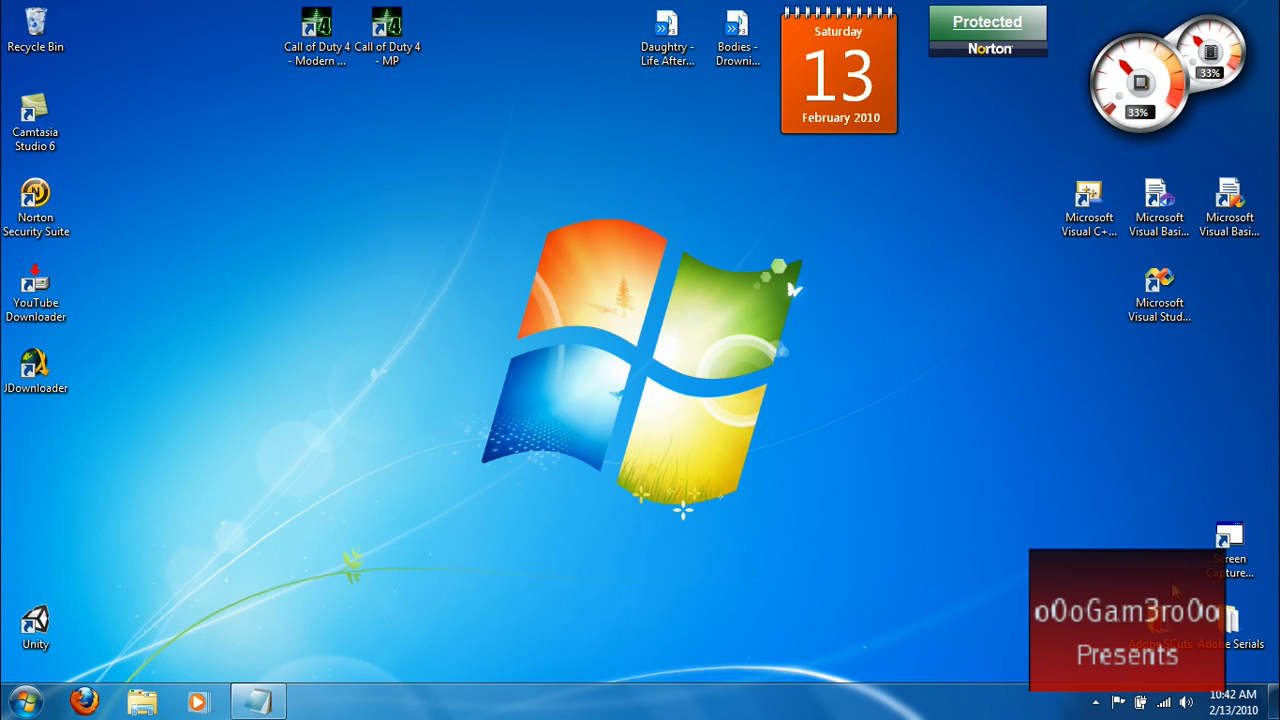 Recycle Bin
Call of Duty 4
- Modern ...
Call of Duty 4
- MP
Daughtry -
Life After...
Bodies -
Drowni...
Saturday
13
February 2010
Protected
Norton
33%
33%
Camtasia
Studio 6
Norton
Security Suite
YouTube
Downloader
JDownloader
Microsoft
Visual C+...
Microsoft
Visual Basi...
Microsoft
Visual Basi...
Microsoft
Visual Stud...
Screen
Capture...
Adobe SCuts
Adobe Serials
o0oGam3ro0o
Presents
Unity
10:42 AM
2/13/2010